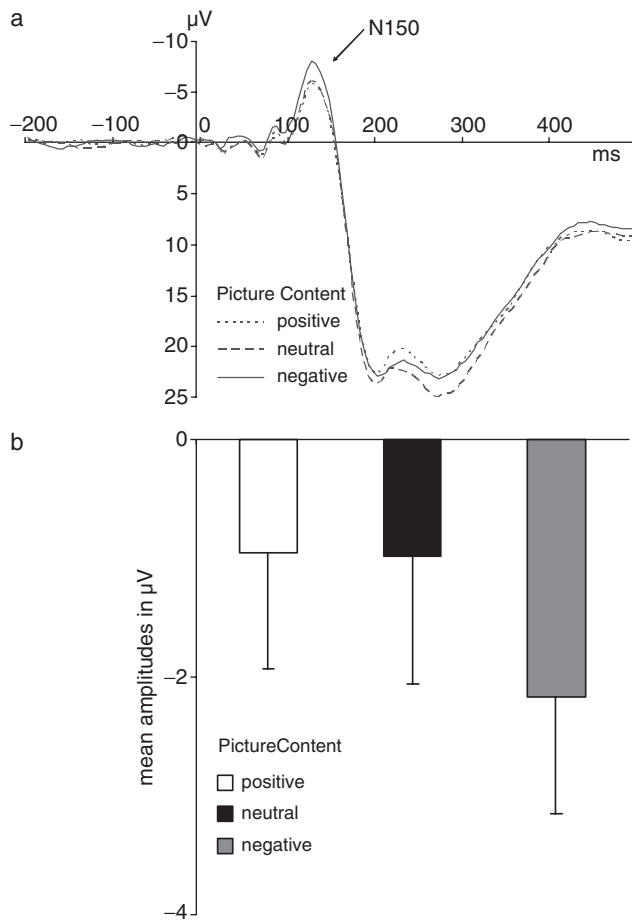 a
µV
N150
−10
−5
−200 −100 0 100 200 300 400
0
ms
5
10
15
20
25
Picture Content
positive
neutral
negative
b
0
−2
−4
mean amplitudes in µV
PictureContent
positive
neutral
negative